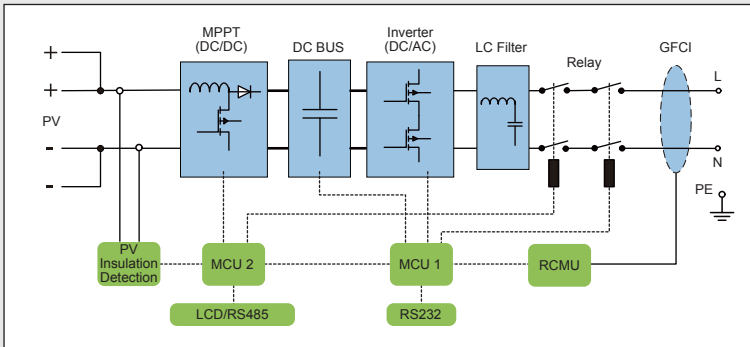 MPPT
(DC/DC)
DC BUS
Inverter
(DC/AC)
LC Filter
Relay
GFCI
+
+
PV
-
-
L
N
PE
PV
Insulation
Detection
MCU 2
MCU 1
RCMU
LCD/RS485
RS232